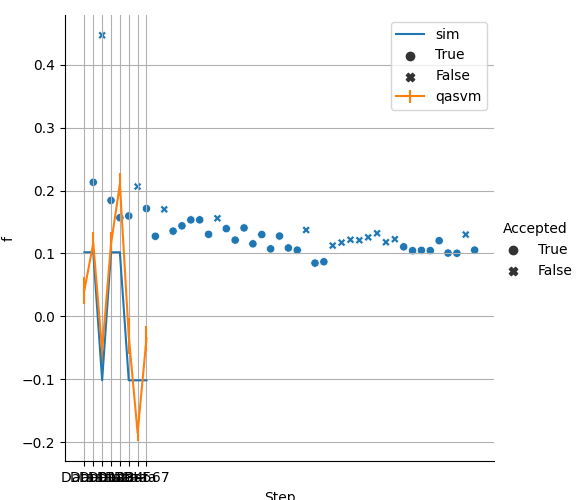 sim
True
False
qasvm
0.4
0.3
0.2
0.1
0.0
−0.1
−0.2
f
Accepted
True
False
Step